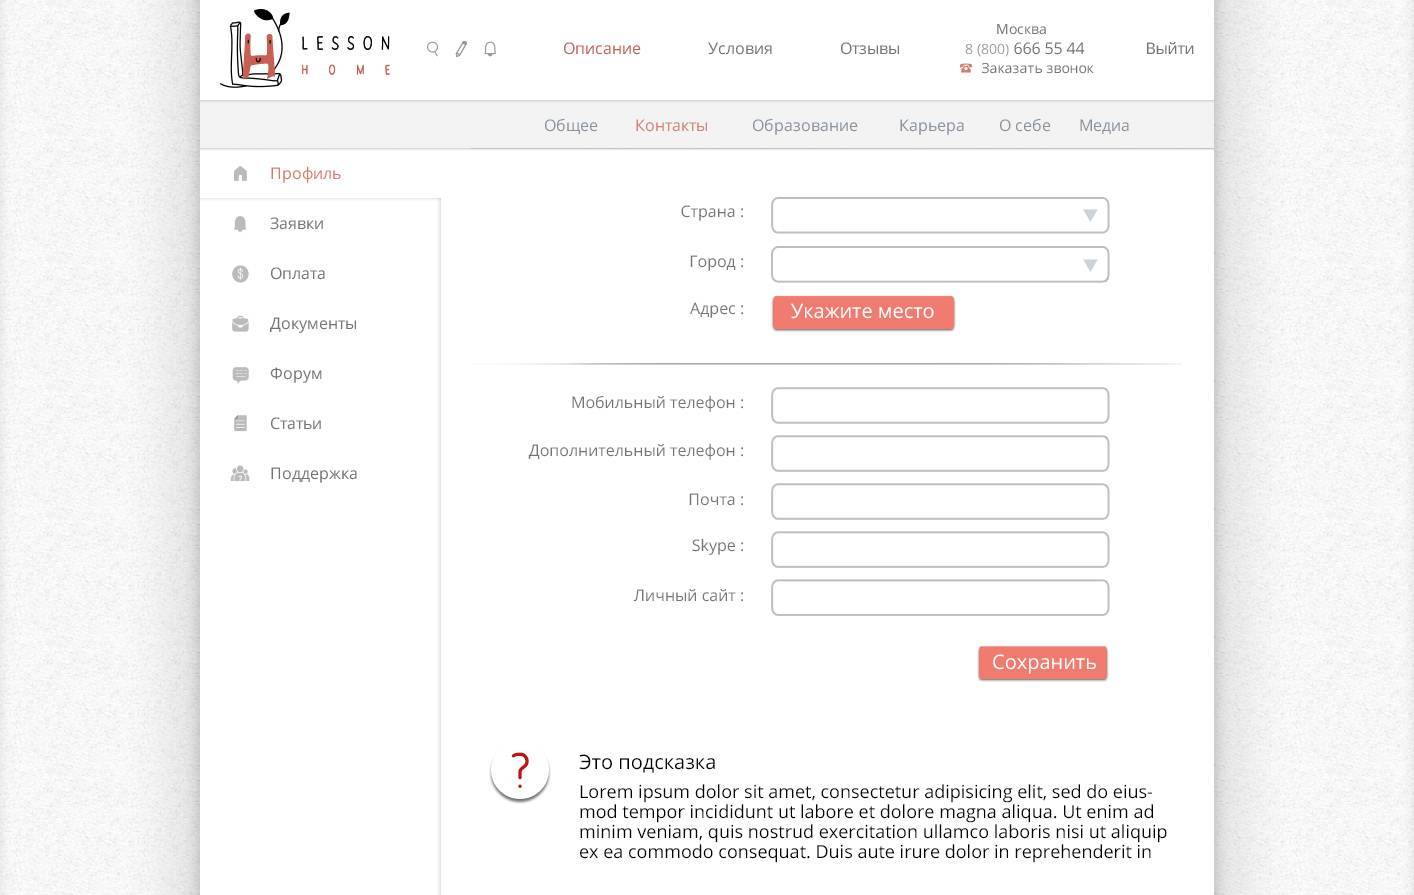 LESSON
HOME
Описание
Условия
Отзывы
Москва
8 (800) 666 55 44
Заказать звонок
Выйти
Общее
Контакты
Образование
Карьера
О себе
Медиа
Профиль
Заявки
Оплата
Документы
Форум
Статьи
Поддержка
Страна :
Город :
Адрес :
Укажите место
Мобильный телефон :
Дополнительный телефон :
Почта :
Skype :
Личный сайт :
Сохранить
?
Это подсказка
Lorem ipsum dolor sit amet, consectetur adipisicing elit, sed do eius-
mod tempor incididunt ut labore et dolore magna aliqua. Ut enim ad
minim veniam, quis nostrud exercitation ullamco laboris nisi ut aliquip
ex ea commodo consequat. Duis aute irure dolor in reprehenderit in